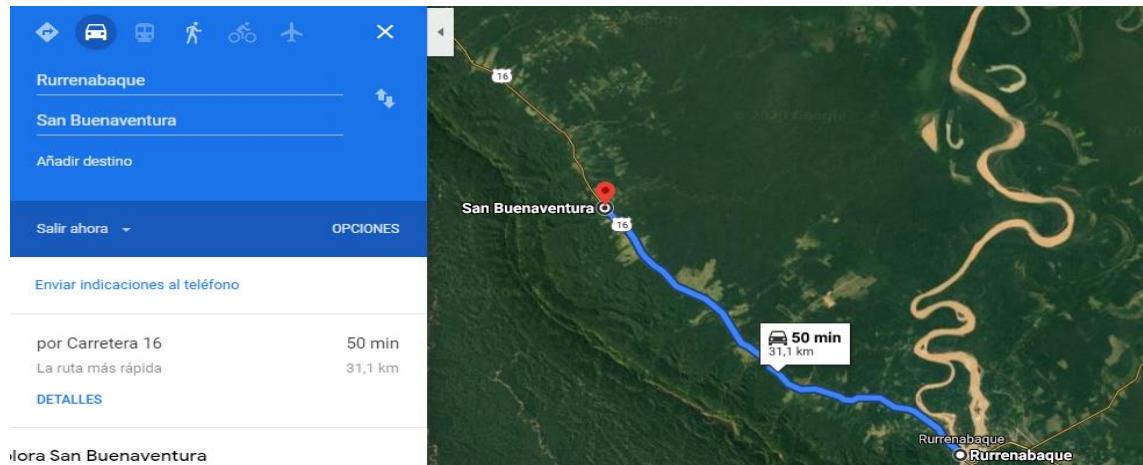 Rurrenabaque
San Buenaventura
Añadir destino
Salir ahora OPCIONES
Enviar indicaciones al teléfono
por Carretera 16 50 min
La ruta más rápida 31,1 km
DETALLES
lora San Buenaventura
16
2020 Google
San Buenaventura
16
50 min
31,1 km
Rurrenabaque
Rurrenabaque